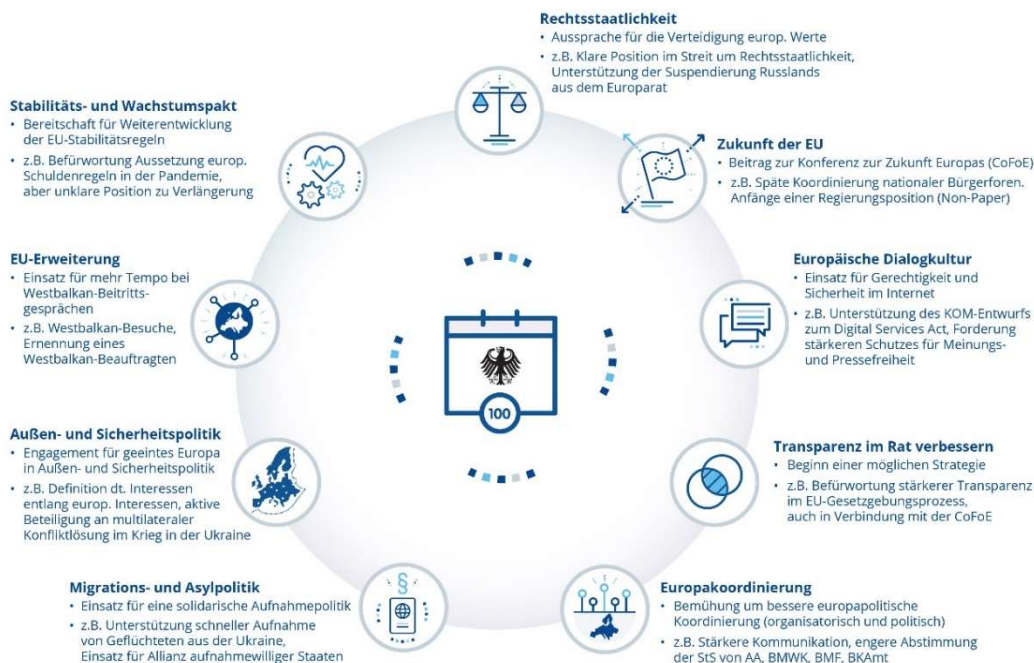 Rechtsstaatlichkeit
• Aussprache für die Verteidigung europ. Werte
• z.B. Klare Position im Streit um Rechtsstaatlichkeit,
Unterstützung der Suspendierung Russlands
aus dem Europarat
Zukunft der EU
• Beitrag zur Konferenz zur Zukunft Europas (CoFoE)
• z.B. Späte Koordinierung nationaler Bürgerforen.
Anfänge einer Regierungsposition (Non-Paper)
Europäische Dialogkultur
• Einsatz für Gerechtigkeit und
Sicherheit im Internet
• z.B. Unterstützung des KOM-Entwurfs
zum Digital Services Act, Forderung
stärkeren Schutzes für Meinungs-
und Pressefreiheit
Transparenz im Rat verbessern
• Beginn einer möglichen Strategie
• z.B. Befürwortung stärkerer Transparenz
im EU-Gesetzgebungsprozess,
auch in Verbindung mit der CoFoE
Europakoordinierung
• Bemühung um bessere europapolitische
Koordinierung (organisatorisch und politisch)
• z.B. Stärkere Kommunikation, engere Abstimmung
der StS von AA, BMWK, BMF, BKAmt
Migrations- und Asylpolitik
• Einsatz für eine solidarische Aufnahmepolitik
• z.B. Unterstützung schneller Aufnahme
von Geflüchteten aus der Ukraine,
Einsatz für Allianz aufnahmewilliger Staaten
Außen- und Sicherheitspolitik
• Engagement für geeintes Europa
in Außen- und Sicherheitspolitik
• z.B. Definition dt. Interessen
entlang europ. Interessen, aktive
Beteiligung an multilateraler
Konfliktlösung im Krieg in der Ukraine
EU-Erweiterung
• Einsatz für mehr Tempo bei
Westbalkan-Beitritts-
gesprächen
• z.B. Westbalkan-Besuche,
Ernennung eines
Westbalkan-Beauftragten
Stabilitäts- und Wachstumspakt
• Bereitschaft für Weiterentwicklung
der EU-Stabilitätsregeln
• z.B. Befürwortung Aussetzung europ.
Schuldenregeln in der Pandemie,
aber unklare Position zu Verlängerung
100
§